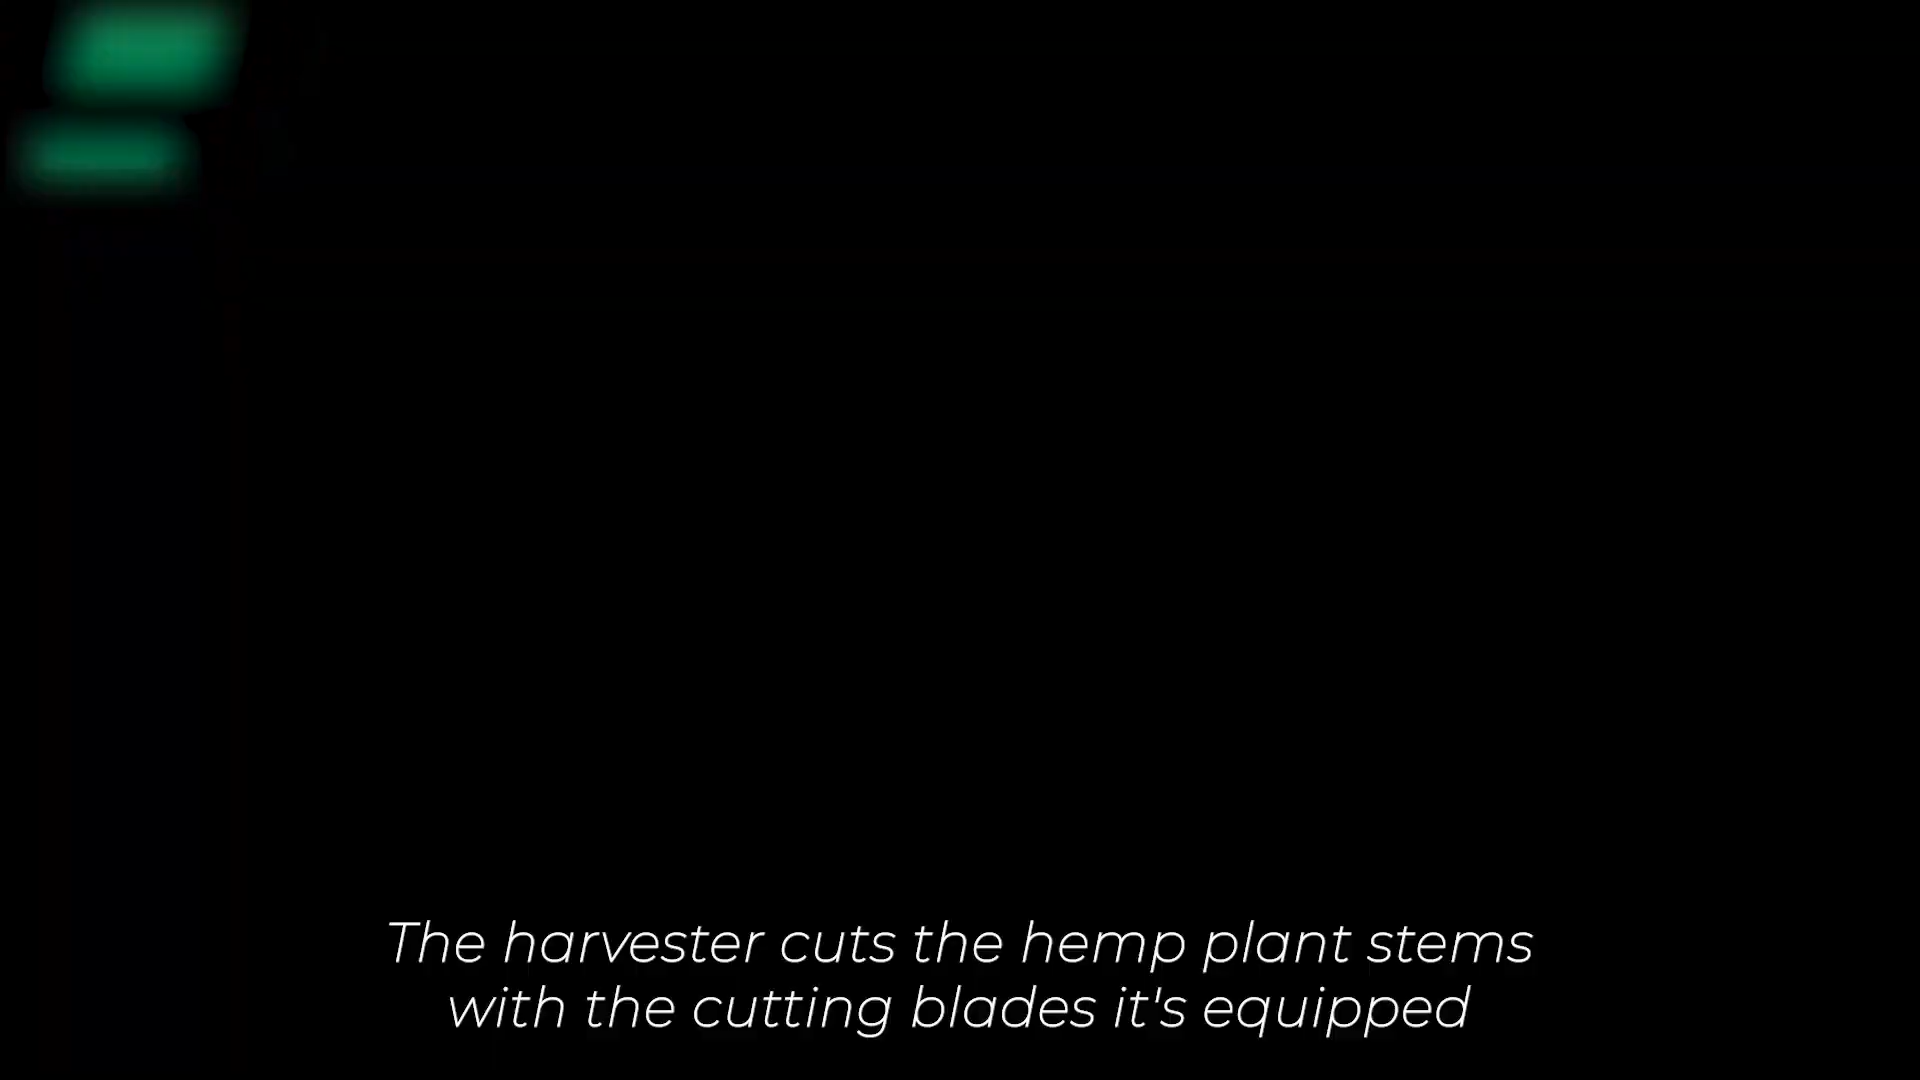 The harvester cuts the hemp plant stems
with the cutting blades it's equipped